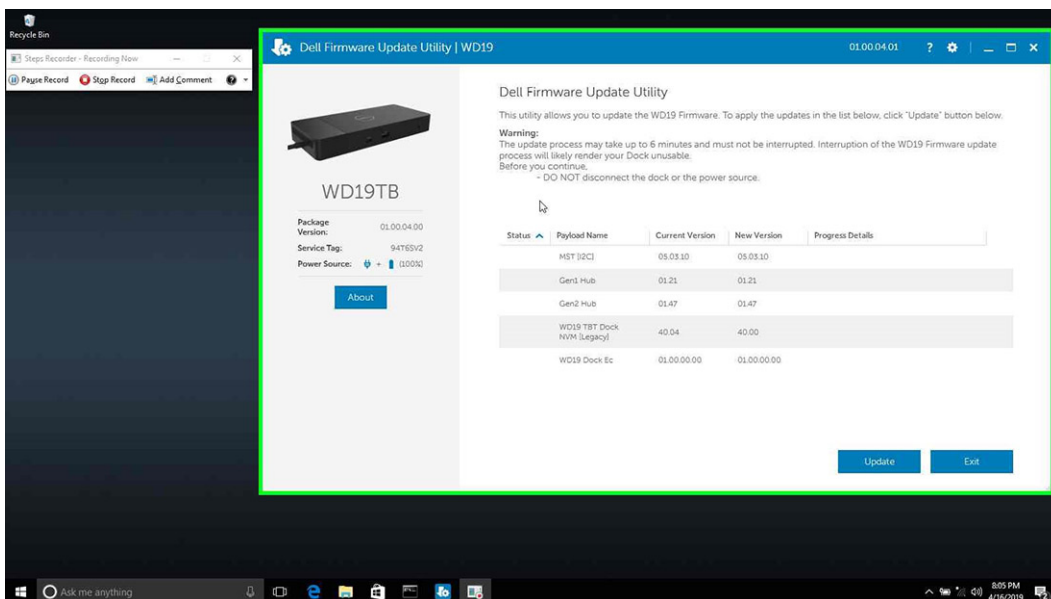 Recycle Bin
Steps Recorder - Recording Now
Pause Record Stop Record Add Comment
Dell Firmware Update Utility | WD19
01.00.04.01
WD19TB
Package Version: 01.00.04.00
Service Tag: 94T6SV2
Power Source: + (100%)
About
Dell Firmware Update Utility
This utility allows you to update the WD19 Firmware. To apply the updates in the list below, click "Update" button below.
Warning:
The update process may take up to 6 minutes and must not be interrupted. Interruption of the WD19 Firmware update
process will likely render your Dock unusable.
Before you continue,
- DO NOT disconnect the dock or the power source.
Status Payload Name Current Version New Version Progress Details
MST [I2C] 05.03.10 05.03.10
Gen1 Hub 01.21 01.21
Gen2 Hub 01.47 01.47
WD19 TBT Dock NVM [Legacy] 40.04 40.00
WD19 Dock Ec 01.00.00.00 01.00.00.00
Update Exit
Ask me anything
8:05 PM
4/16/2019